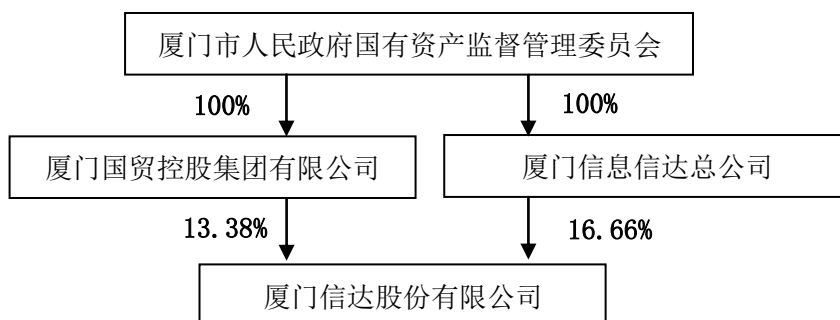 厦门市人民政府国有资产监督管理委员会
100%
100%
厦门国贸控股集团有限公司
厦门信息信达总公司
13.38%
16.66%
厦门信达股份有限公司